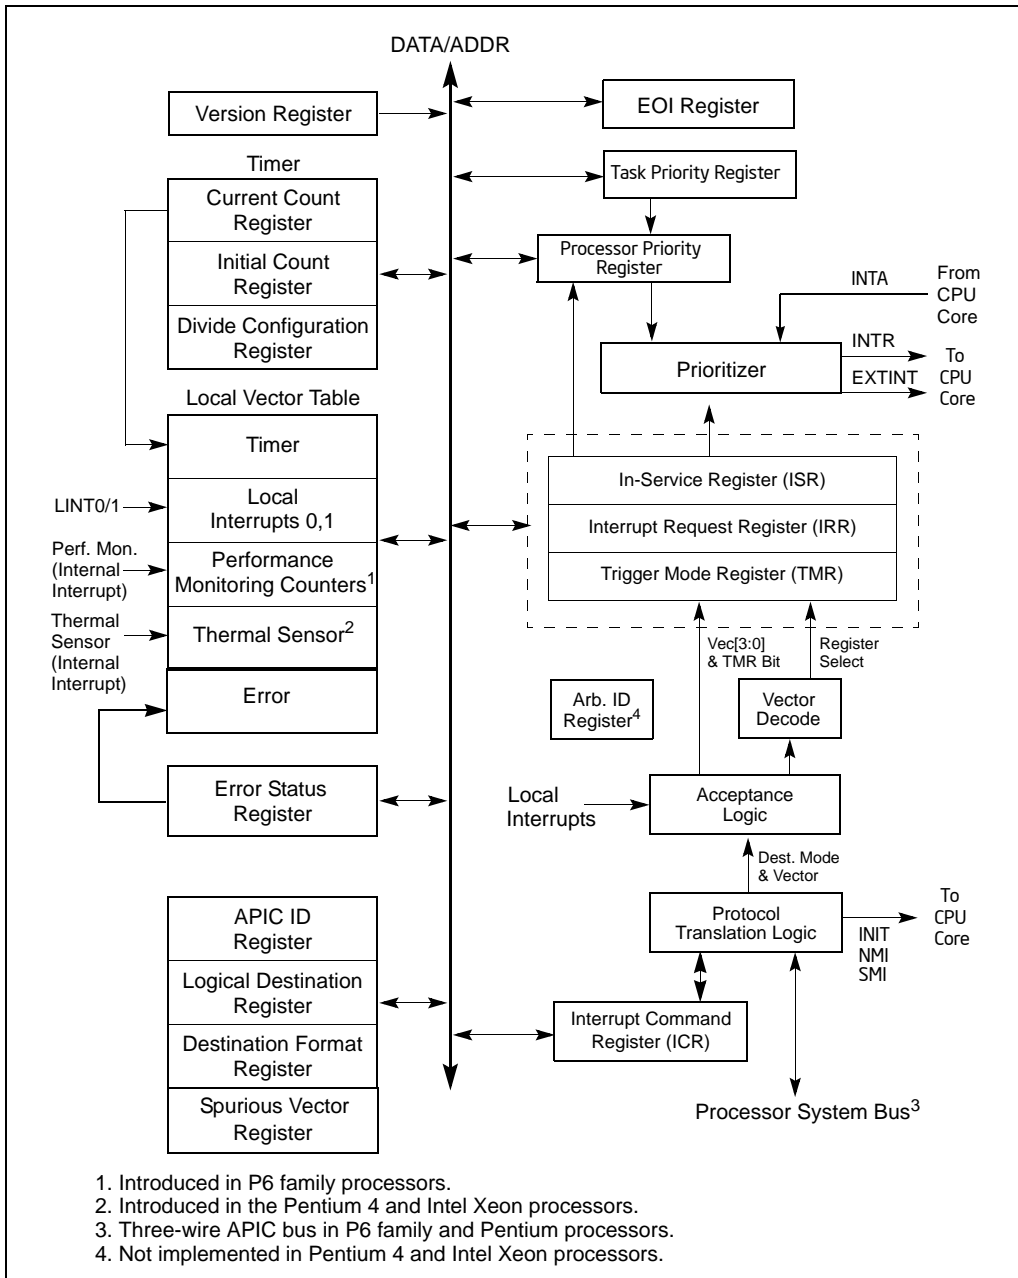 DATA/ADDR
Version Register
EOI Register
Timer
Task Priority Register
Current Count
Register
Initial Count
Register
Divide Configuration
Register
Processor Priority
Register
INTA
From
CPU
Core
Prioritizer
INTR
EXTINT
To
CPU
Core
Local Vector Table
Timer
Local
Interrupts 0,1
Performance
Monitoring Counters1
Thermal Sensor2
Error
LINT0/1
Perf. Mon.
(Internal
Interrupt)
Thermal
Sensor
(Internal
Interrupt)
In-Service Register (ISR)
Interrupt Request Register (IRR)
Trigger Mode Register (TMR)
Vec[3:0]
& TMR Bit
Register
Select
Arb. ID
Register4
Vector
Decode
Error Status
Register
Local
Interrupts
Acceptance
Logic
Dest. Mode
& Vector
Protocol
Translation Logic
INIT
NMI
SMI
To
CPU
Core
APIC ID
Register
Logical Destination
Register
Destination Format
Register
Spurious Vector
Register
Interrupt Command
Register (ICR)
Processor System Bus3
1. Introduced in P6 family processors.
2. Introduced in the Pentium 4 and Intel Xeon processors.
3. Three-wire APIC bus in P6 family and Pentium processors.
4. Not implemented in Pentium 4 and Intel Xeon processors.